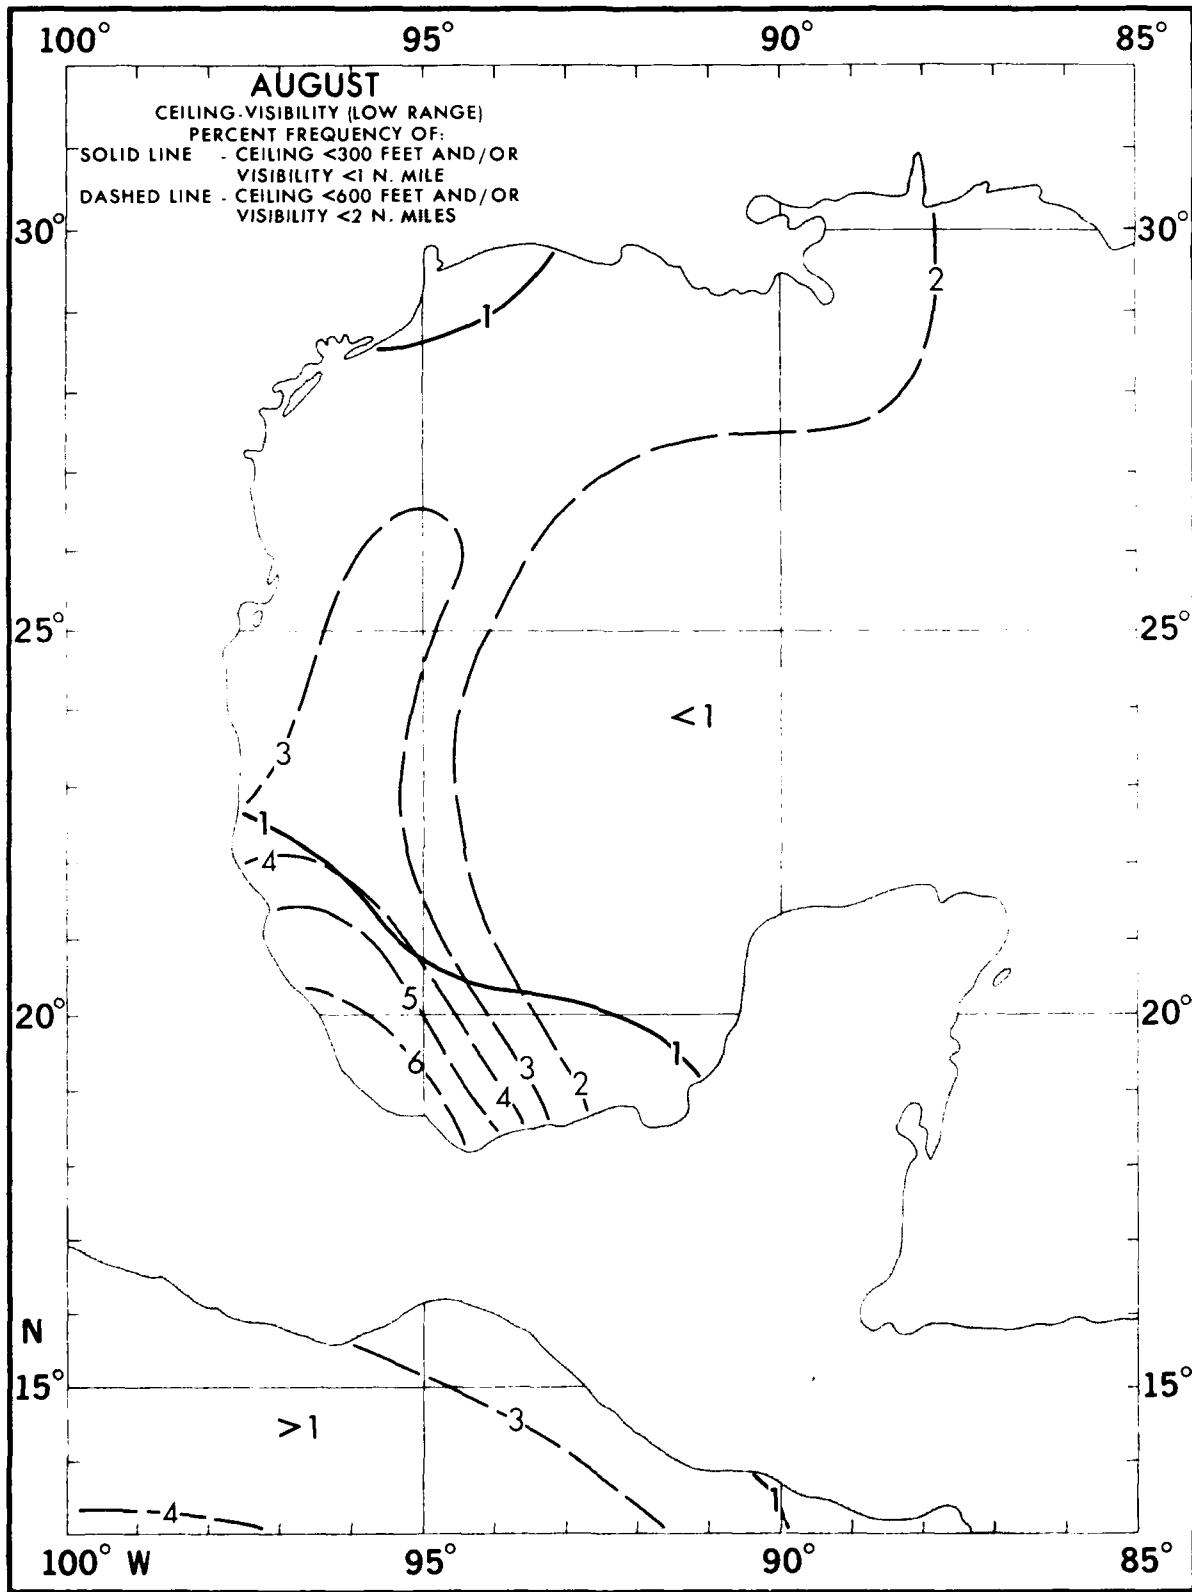 100° 95° 90° 85°
AUGUST
CEILING-VISIBILITY (LOW RANGE)
PERCENT FREQUENCY OF:
SOLID LINE - CEILING <300 FEET AND/OR
VISIBILITY <1 N. MILE
DASHED LINE - CEILING <600 FEET AND/OR
VISIBILITY <2 N. MILES
30° 30°
2
1
25° 25°
<1
3
1
4
5
20° 20°
1
6 3
2
4
N
15° 15°
3
>1
1
4
100° W 95° 90° 85°